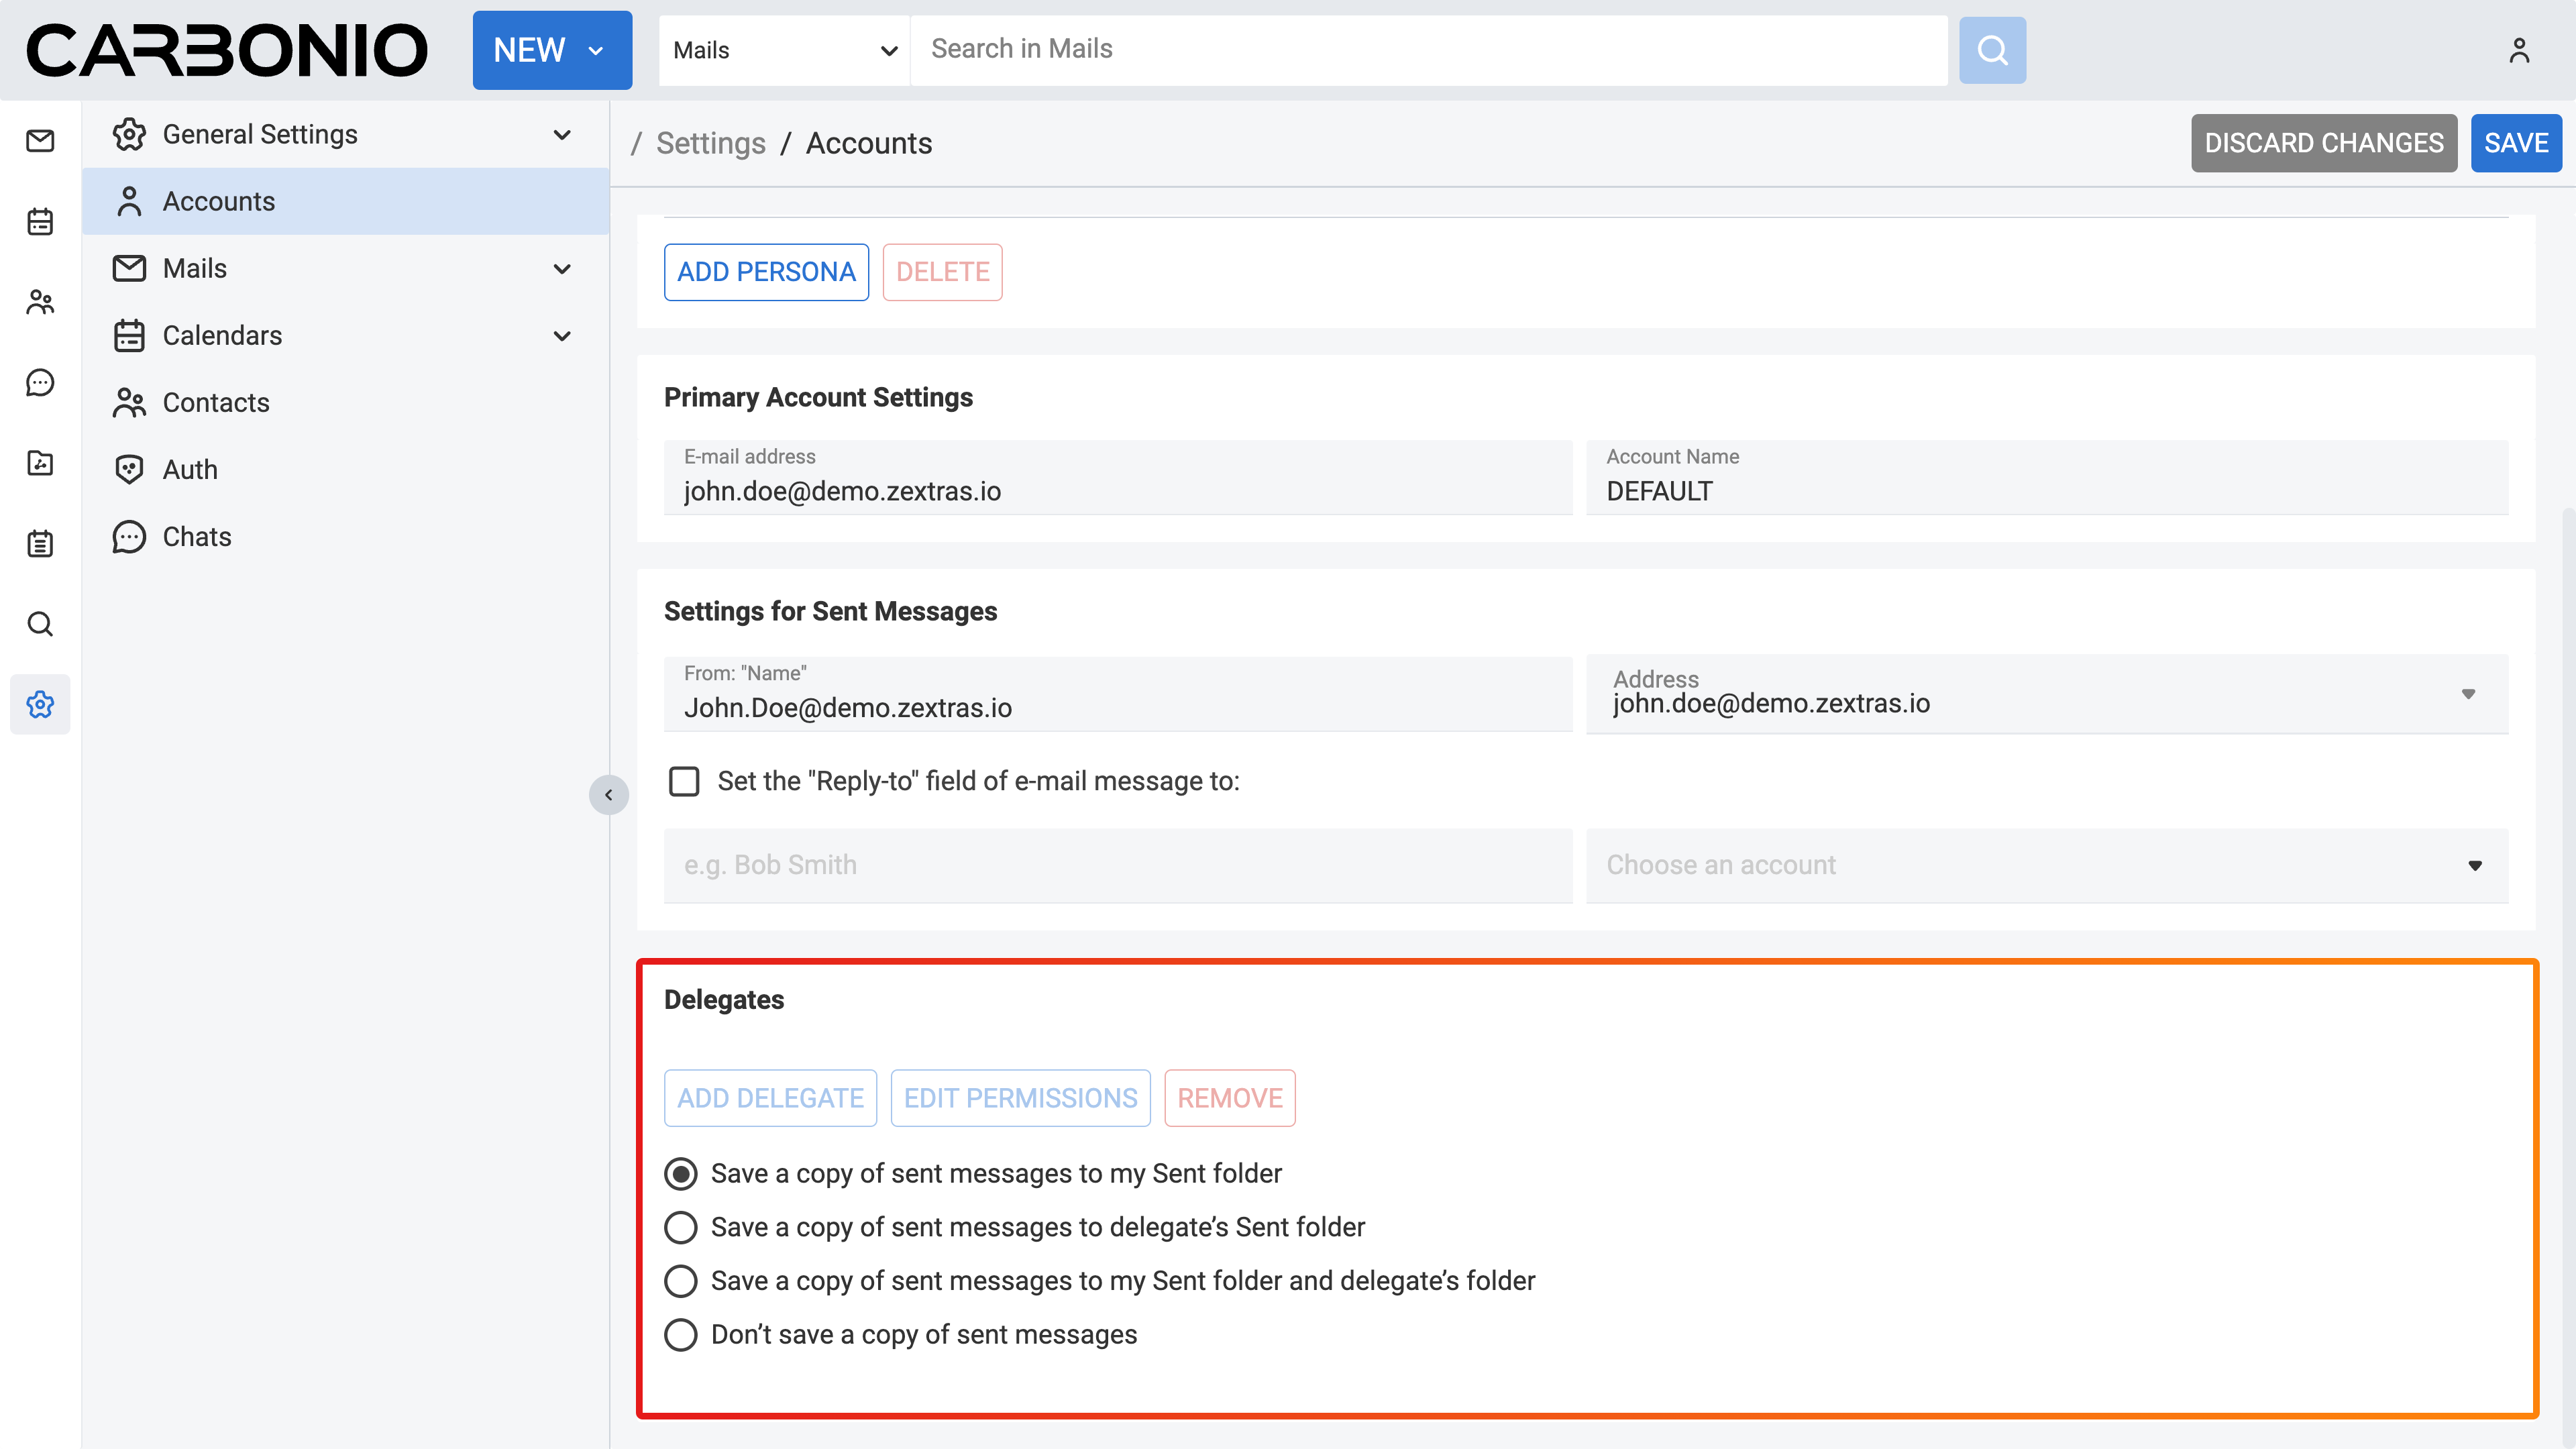 CARBONIO
NEW
Mails
Search in Mails
General Settings
Accounts
Mails
Calendars
Contacts
Auth
Chats
/ Settings / Accounts
DISCARD CHANGES
SAVE
ADD PERSONA
DELETE
Primary Account Settings
E-mail address
john.doe@demo.zextras.io
Account Name
DEFAULT
Settings for Sent Messages
From: "Name"
John.Doe@demo.zextras.io
Address
john.doe@demo.zextras.io
Set the "Reply-to" field of e-mail message to:
e.g. Bob Smith
Choose an account
Delegates
ADD DELEGATE
EDIT PERMISSIONS
REMOVE
Save a copy of sent messages to my Sent folder
Save a copy of sent messages to delegate’s Sent folder
Save a copy of sent messages to my Sent folder and delegate’s folder
Don’t save a copy of sent messages